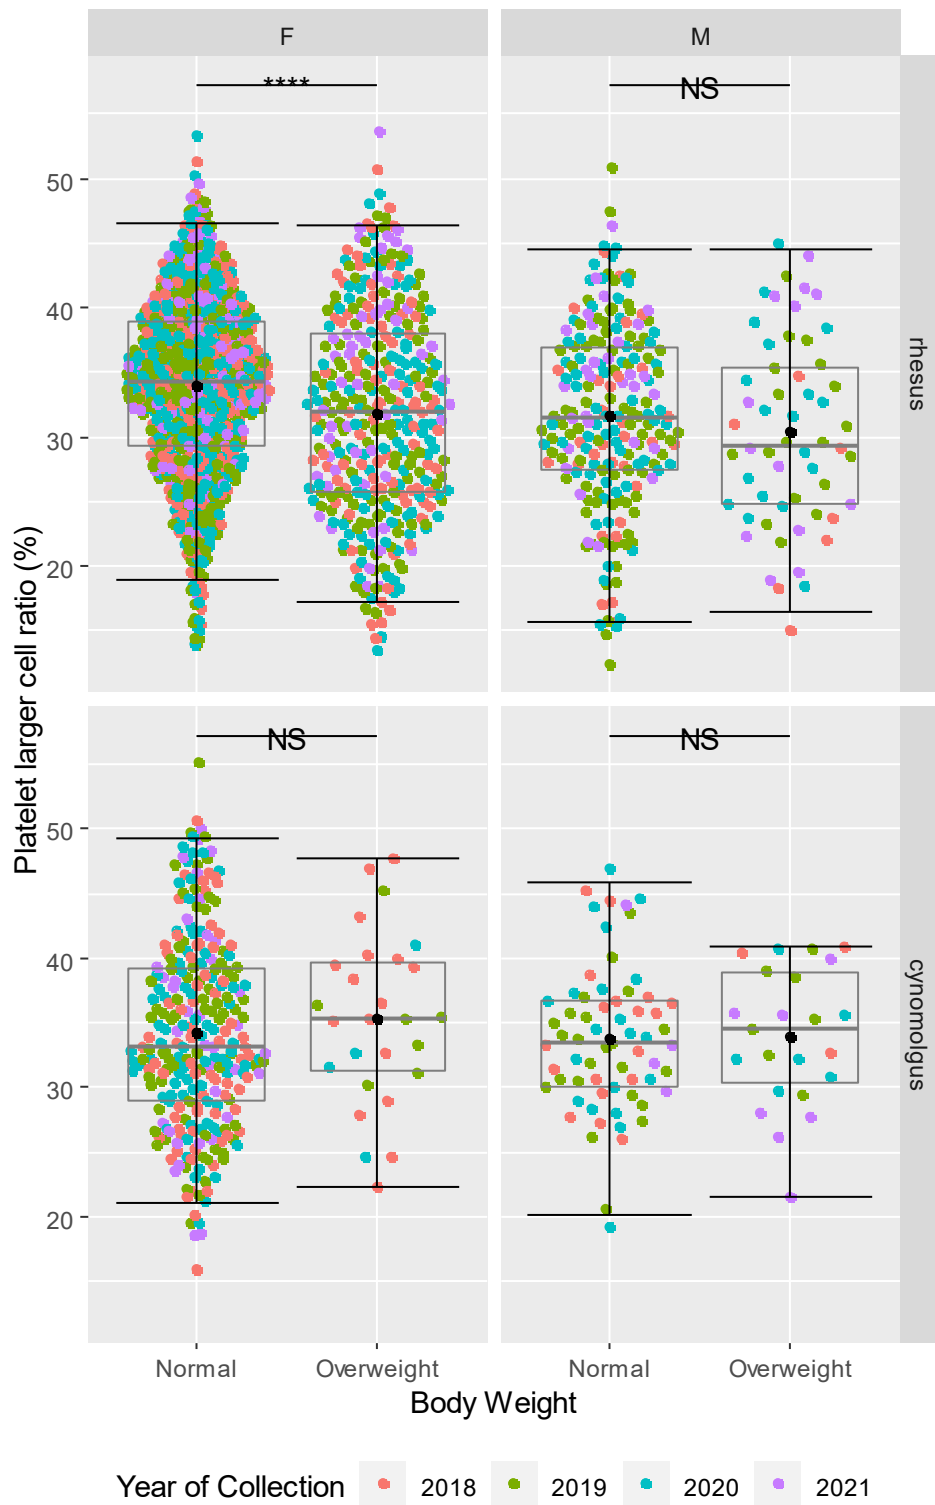 F
M
****
NS
50
40
30
20
rhesus
Platelet larger cell ratio (%)
NS
NS
50
40
30
20
cynomolgus
Normal
Overweight
Normal
Overweight
Body Weight
Year of Collection
2018
2019
2020
2021